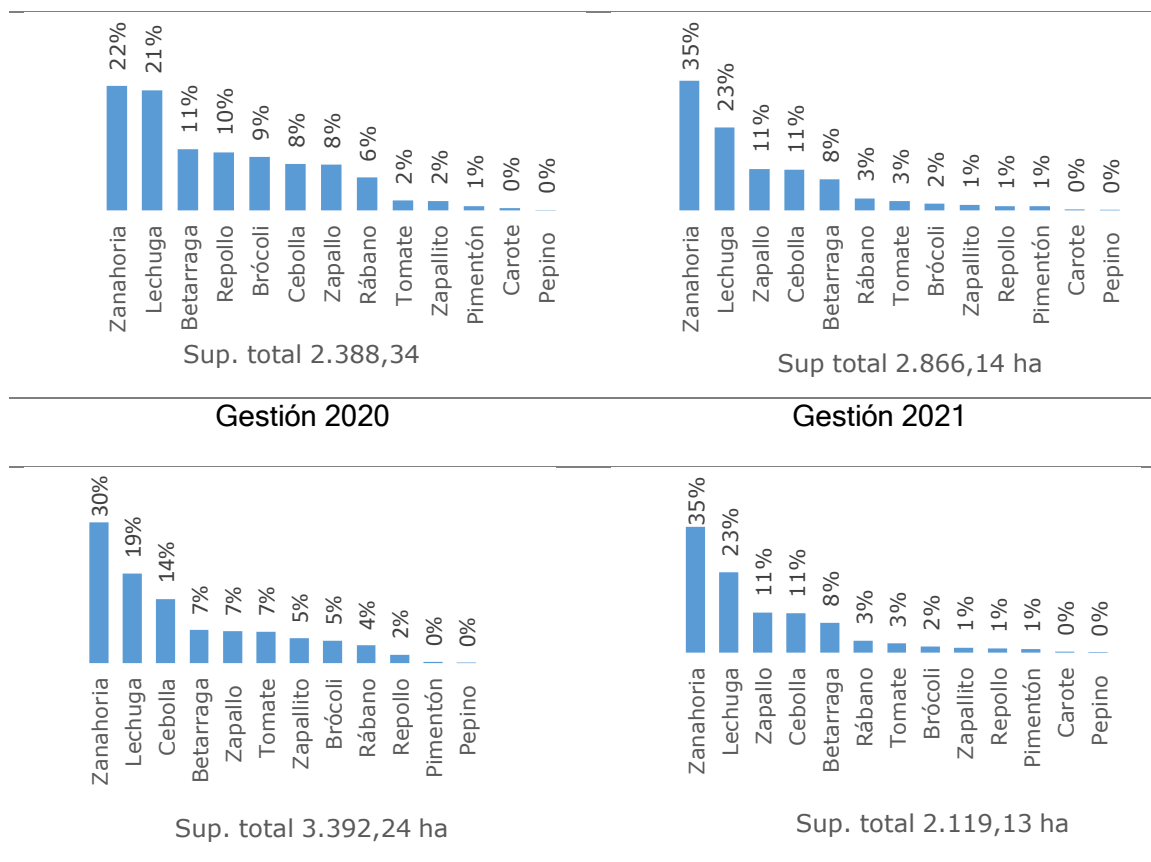 22% 21% 11% 10% 9% 8% 8% 6% 2% 2% 1% 0% 0%
Zanahoria Lechuga Betarraga Repollo Brócoli Cebolla Zapallo Rábano Tomate Zapallito Pimentón Carote Pepino
Sup. total 2.388,34
35% 23% 11% 11% 8% 3% 3% 2% 1% 1% 1% 0% 0%
Zanahoria Lechuga Zapallo Cebolla Betarraga Rábano Tomate Brócoli Zapallito Repollo Pimentón Carote Pepino
Sup total 2.866,14 ha
Gestión 2020
Gestión 2021
30% 19% 14% 7% 7% 7% 5% 5% 4% 2% 0% 0%
Zanahoria Lechuga Cebolla Betarraga Zapallo Tomate Zapallito Brócoli Rábano Repollo Pimentón Pepino
Sup. total 3.392,24 ha
35% 23% 11% 11% 8% 3% 3% 2% 1% 1% 1% 0% 0%
Zanahoria Lechuga Zapallo Cebolla Betarraga Rábano Tomate Brócoli Zapallito Repollo Pimentón Carote Pepino
Sup. total 2.119,13 ha